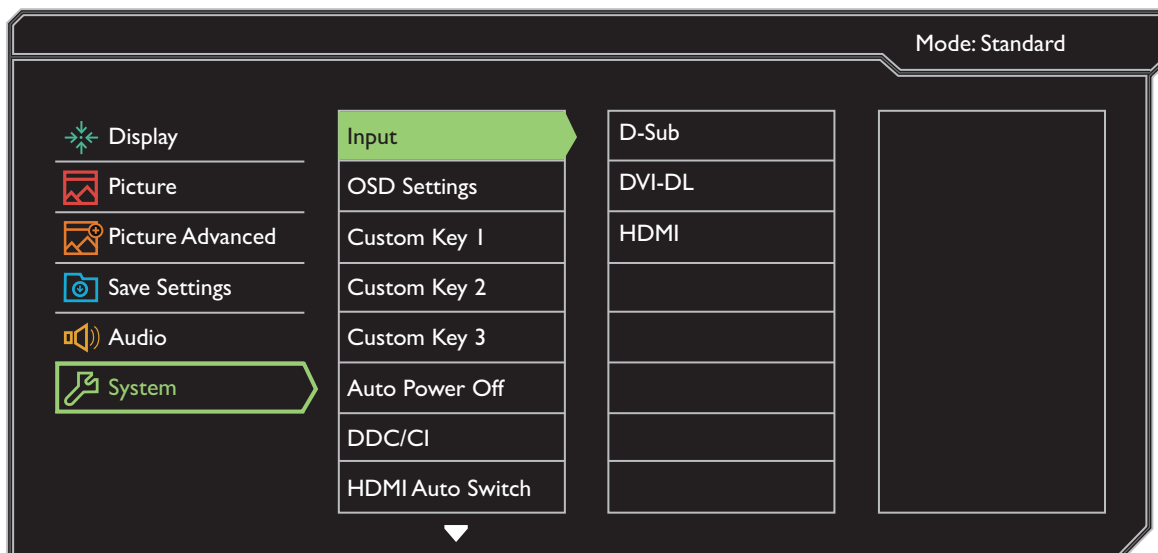 Mode: Standard
Display
Picture
Picture Advanced
Save Settings
Audio
System
Input
OSD Settings
Custom Key 1
Custom Key 2
Custom Key 3
Auto Power Off
DDC/CI
HDMI Auto Switch
D-Sub
DVI-DL
HDMI